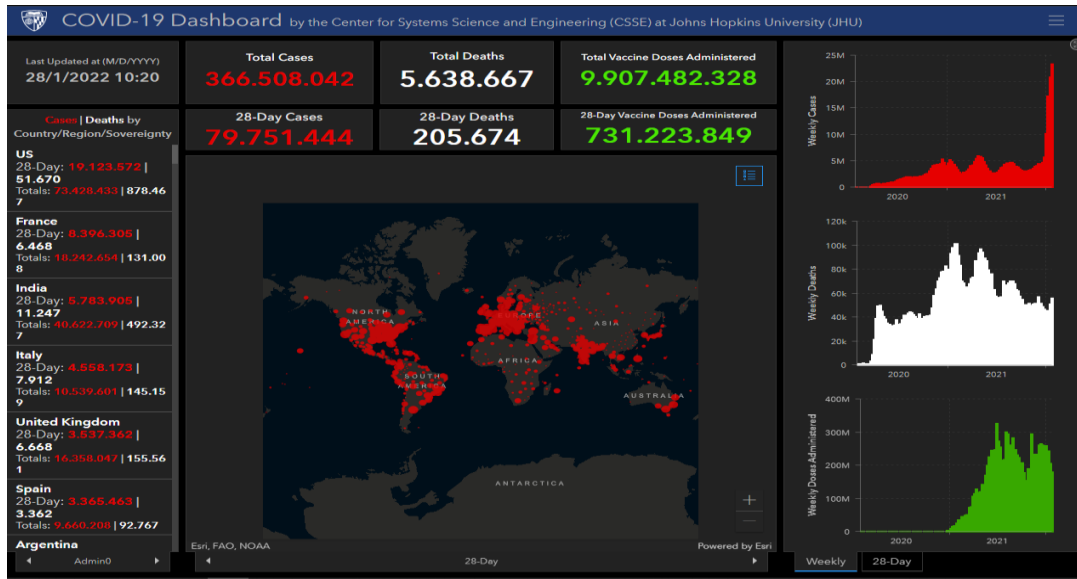 COVID-19 Dashboard by the Center for Systems Science and Engineering (CSSE) at Johns Hopkins University (JHU)
Last Updated at (M/D/YYYY)
28/1/2022 10:20
Cases | Deaths by
Country/Region/Sovereignty
US
28-Day: 19.123.572 |
51.670
Totals: 73.428.433 | 878.46
7
France
28-Day: 8.396.305 |
6.468
Totals: 18.242.654 | 131.00
8
India
28-Day: 5.783.905 |
11.247
Totals: 40.622.709 | 492.32
7
Italy
28-Day: 4.558.173 |
7.912
Totals: 10.539.601 | 145.15
9
United Kingdom
28-Day: 3.537.362 |
6.668
Totals: 16.358.047 | 155.56
1
Spain
28-Day: 3.365.463 |
3.362
Totals: 9.660.208 | 92.767
Argentina
Admin0
Total Cases
366.508.042
Total Deaths
5.638.667
Total Vaccine Doses Administered
9.907.482.328
28-Day Cases
79.751.444
28-Day Deaths
205.674
28-Day Vaccine Doses Administered
731.223.849
NORTH
AMERICA
EUROPE
ASIA
AFRICA
SOUTH
AMERICA
AUSTRALIA
ANTARCTICA
Esri, FAO, NOAA
Powered by Esri
28-Day
Weekly Cases
25M
20M
15M
10M
5M
0
2020
2021
Weekly Deaths
120k
100k
80k
60k
40k
20k
0
2020
2021
Weekly Doses Administered
400M
300M
200M
100M
0
2020
2021
Weekly
28-Day